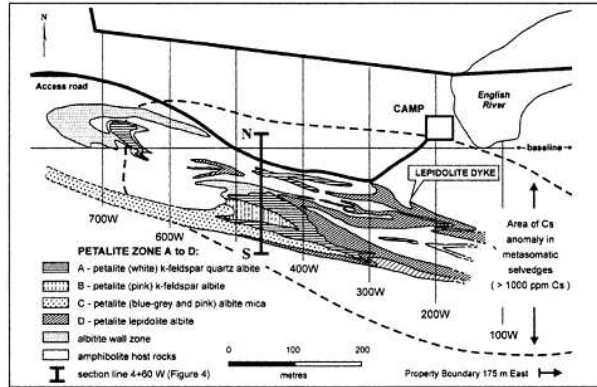 N
Access road
CAMP
English
River
N
baseline
LEPIDOLITE DYKE
Area of Cs
anomaly in
metasomatic
selvedges
( > 1000 ppm Cs )
700W
600W
S
400W
300W
200W
100W
PETALITE ZONE A to D:
A - petalite (white) k-feldspar quartz albite
B - petalite (pink) k-feldspar albite
C - petalite (blue-grey and pink) albite mica
D - petalite lepidolite albite
albitite wall zone
amphibolite host rocks
section line 4+60 W (Figure 4)
0 100 200
metres
Property Boundary 175 m East